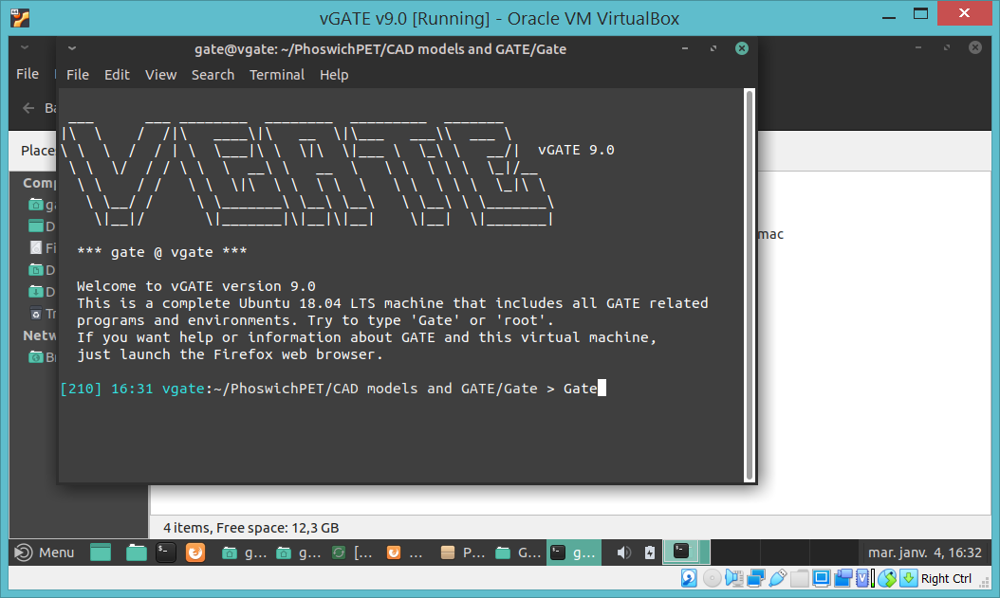 vGATE v9.0 [Running] - Oracle VM VirtualBox
gate@vgate: ~/PhoswichPET/CAD models and GATE/Gate
File
File Edit View Search Terminal Help
vGATE 9.0
Place
mac
*** gate @ vgate ***
Welcome to vGATE version 9.0
This is a complete Ubuntu 18.04 LTS machine that includes all GATE related
programs and environments. Try to type 'Gate' or 'root'.
If you want help or information about GATE and this virtual machine,
just launch the Firefox web browser.
[210] 16:31 vgate:~/PhoswichPET/CAD models and GATE/Gate > Gate
4 items, Free space: 12,3 GB
Menu g... g... [... ... P... G... g... mar. janv. 4, 16:32
Right Ctrl